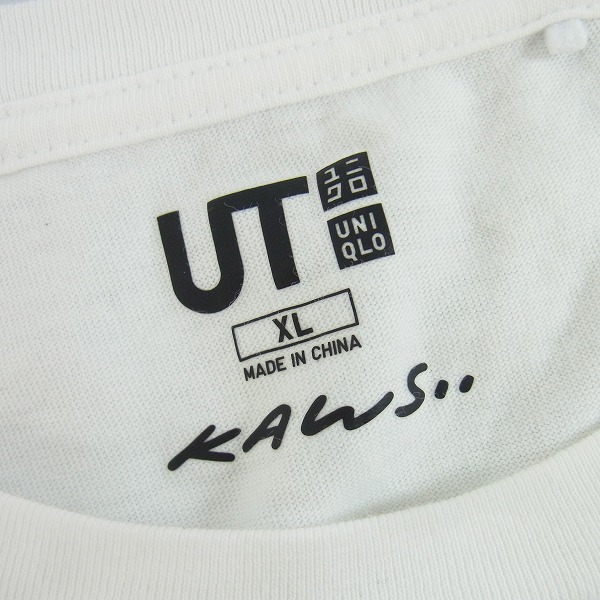 UT
ユニ
クロ
UNI
QLO
XL
MADE IN CHINA
KAWS..